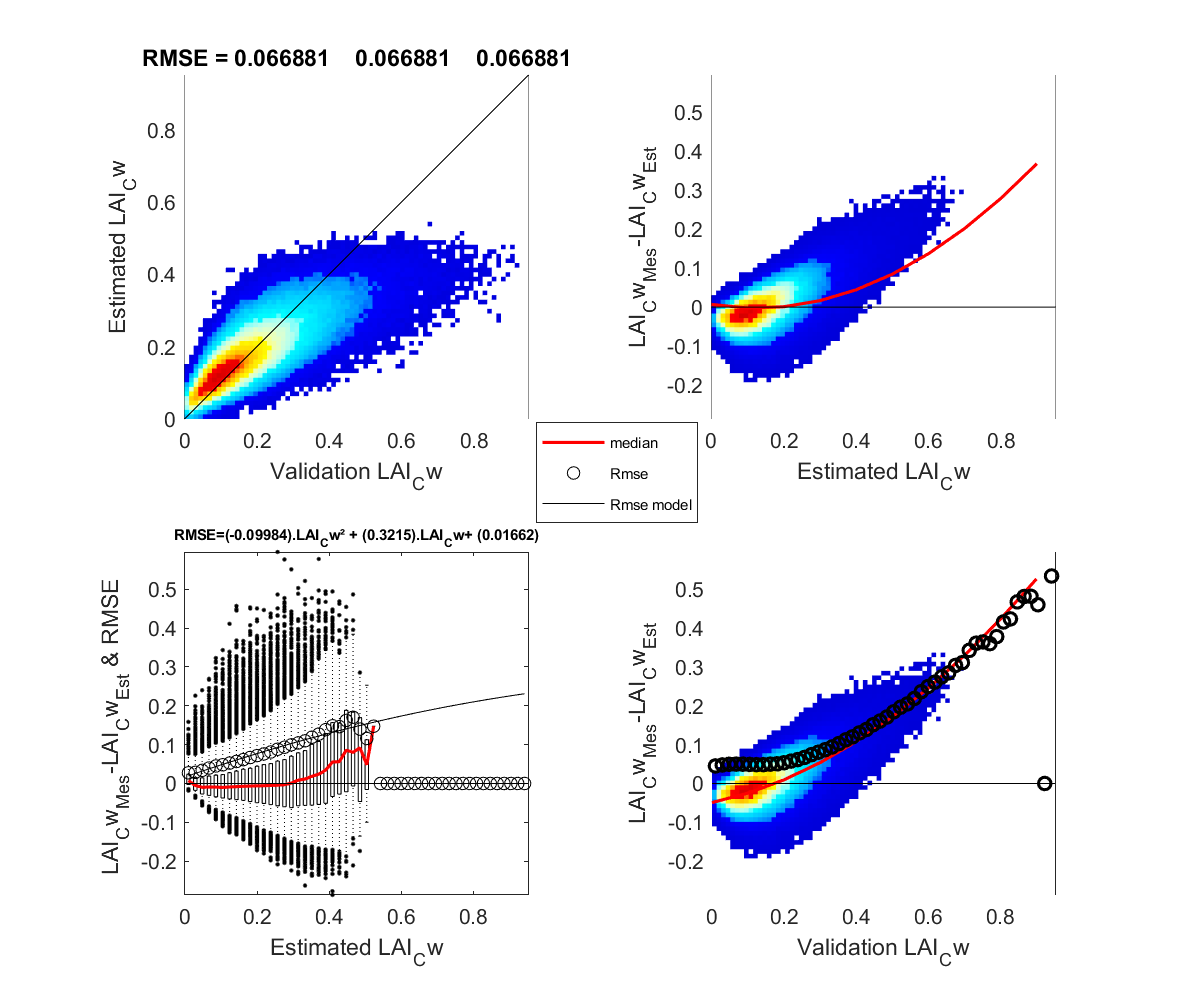 RMSE = 0.066881 0.066881 0.066881
0.8
0.6
0.4
0.2
0
0 0.2 0.4 0.6 0.8
Estimated LAI_Cw
Validation LAI_Cw
0.5
0.4
0.3
0.2
0.1
0
-0.1
-0.2
0 0.2 0.4 0.6 0.8
LAI_Cw_Mes-LAI_Cw_Est
Estimated LAI_Cw
median
Rmse
Rmse model
RMSE=(-0.09984).LAI_Cw² + (0.3215).LAI_Cw+ (0.01662)
0.5
0.4
0.3
0.2
0.1
0
-0.1
-0.2
0 0.2 0.4 0.6 0.8
LAI_Cw_Mes-LAI_Cw_Est & RMSE
Estimated LAI_Cw
0.5
0.4
0.3
0.2
0.1
0
-0.1
-0.2
0 0.2 0.4 0.6 0.8
LAI_Cw_Mes-LAI_Cw_Est
Validation LAI_Cw